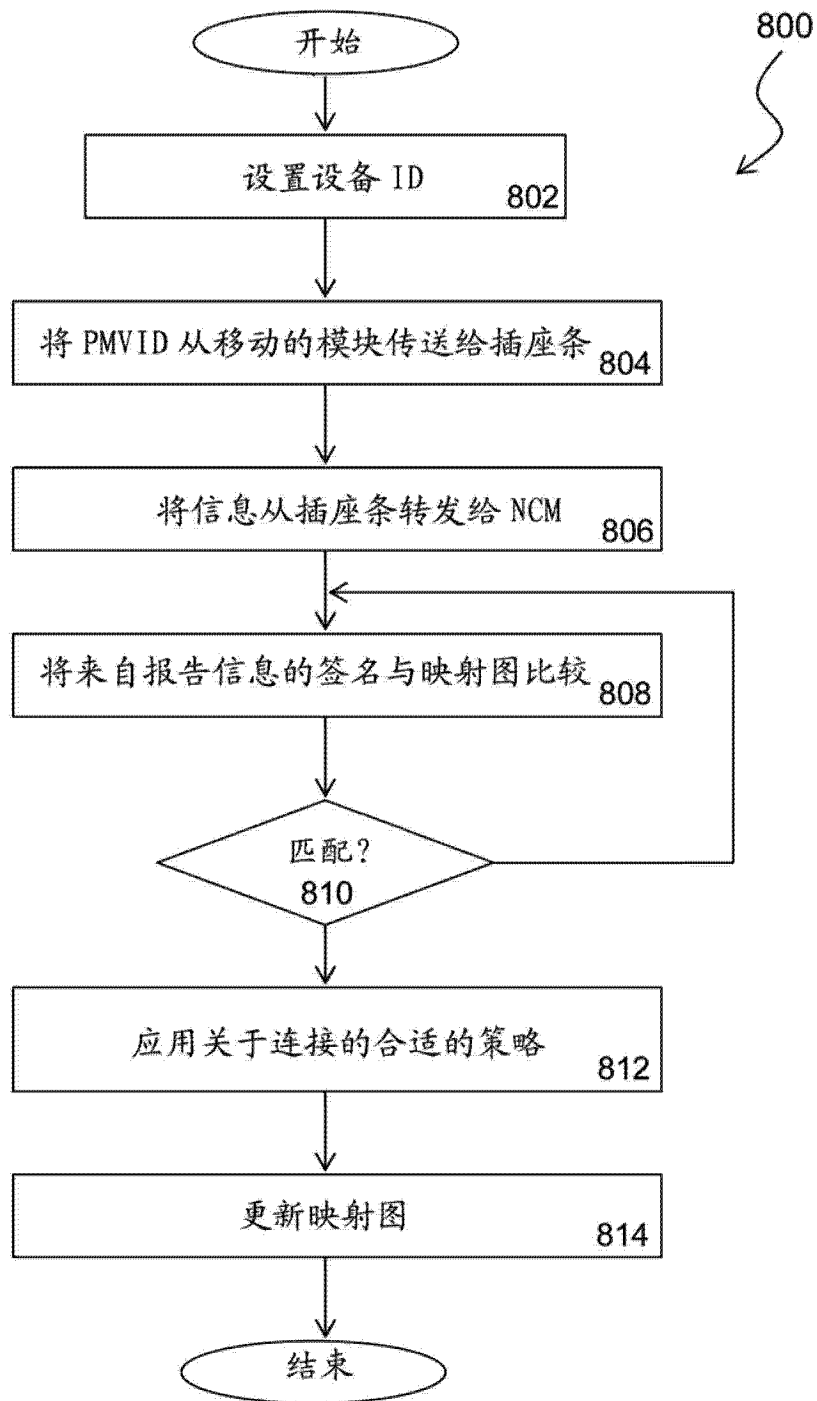 开始
800
设置设备 ID
802
将 PMVID 从移动的模块传送给插座条
804
将信息从插座条转发给 NCM
806
将来自报告信息的签名与映射图比较
808
匹配?
810
应用关于连接的合适的策略
812
更新映射图
814
结束